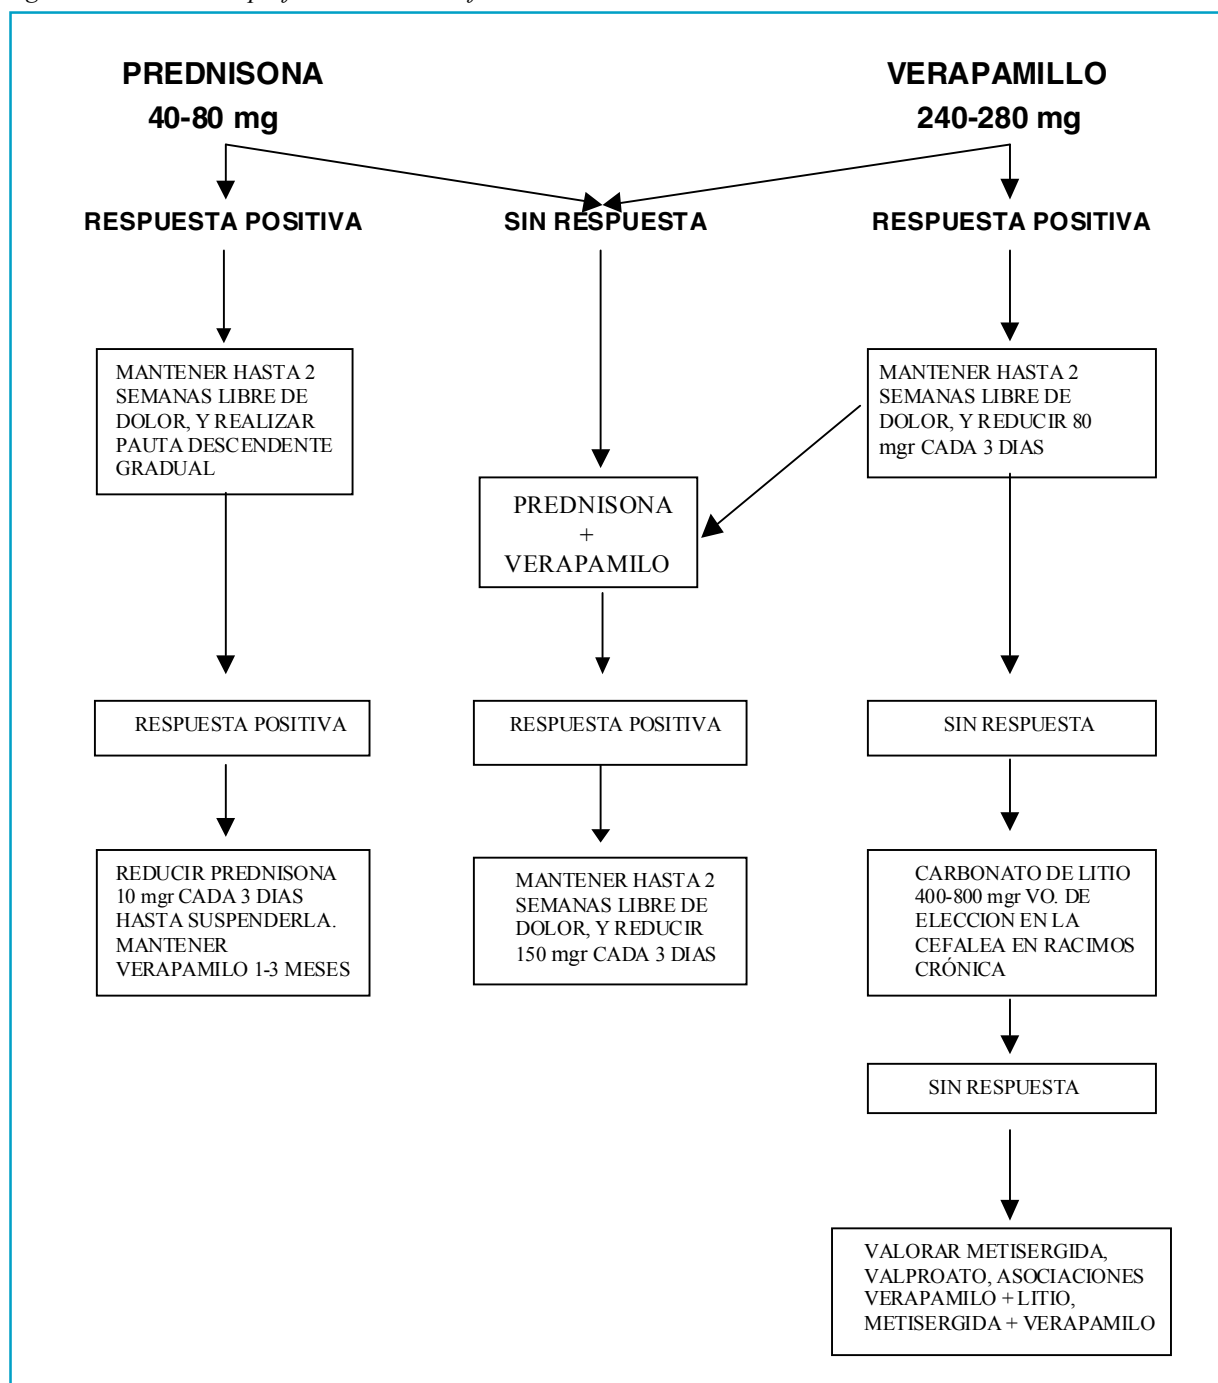 PREDNISONA
40-80 mg
VERAPAMILLO
240-280 mg
RESPUESTA POSITIVA
SIN RESPUESTA
RESPUESTA POSITIVA
MANTENER HASTA 2
SEMANAS LIBRE DE
DOLOR, Y REALIZAR
PAUTA DESCENDENTE
GRADUAL
MANTENER HASTA 2
SEMANAS LIBRE DE
DOLOR, Y REDUCIR 80
mgr CADA 3 DIAS
PREDNISONA
+
VERAPAMILO
RESPUESTA POSITIVA
RESPUESTA POSITIVA
SIN RESPUESTA
REDUCIR PREDNISONA
10 mgr CADA 3 DIAS
HASTA SUSPENDERLA.
MANTENER
VERAPAMILO 1-3 MESES
MANTENER HASTA 2
SEMANAS LIBRE DE
DOLOR, Y REDUCIR
150 mgr CADA 3 DIAS
CARBONATO DE LITIO
400-800 mgr VO. DE
ELECCION EN LA
CEFALEA EN RACIMOS
CRÓNICA
SIN RESPUESTA
VALORAR METISERGIDA,
VALPROATO, ASOCIACIONES
VERAPAMILO + LITIO,
METISERGIDA + VERAPAMILO